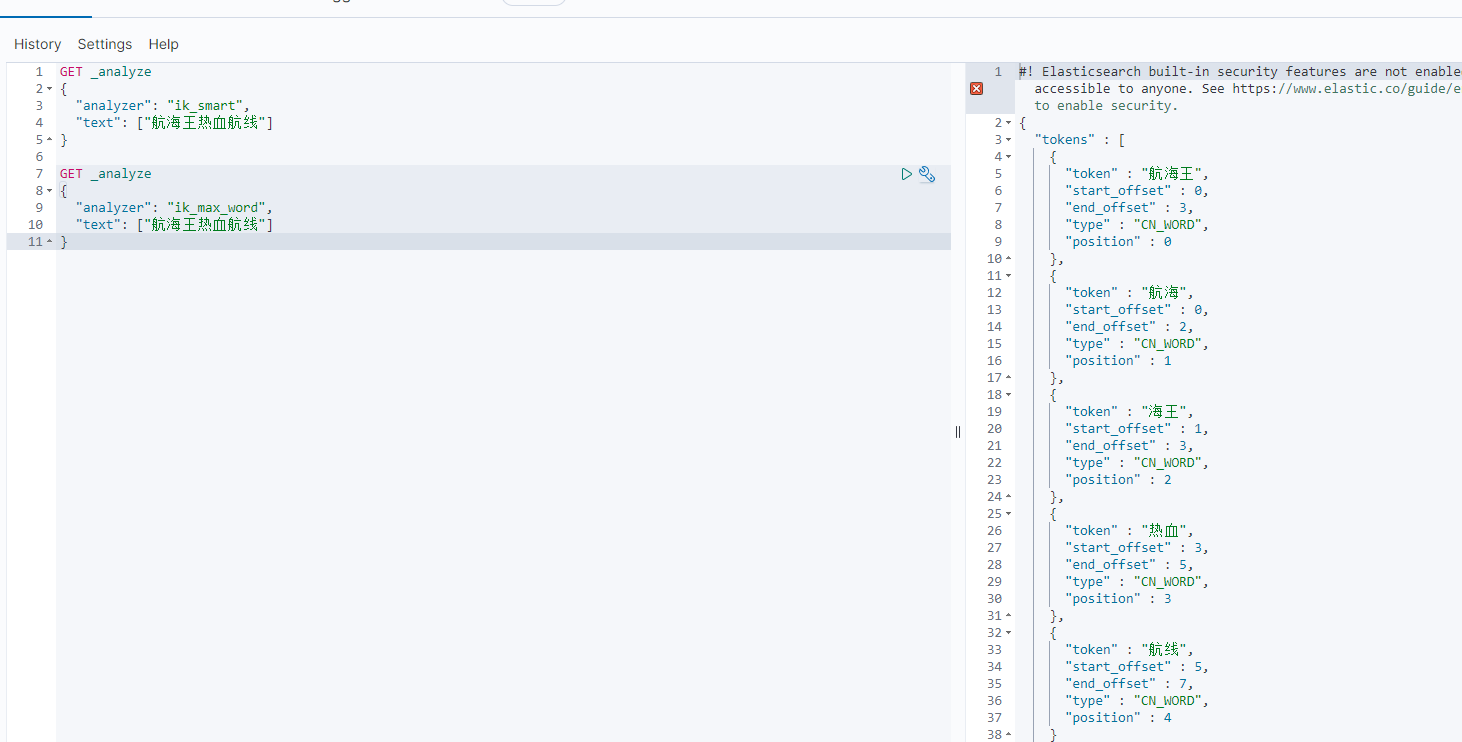 History Settings Help
1 GET _analyze
2 {
3 "analyzer": "ik_smart",
4 "text": ["航海王热血航线"]
5 }
6
7 GET _analyze
8 {
9 "analyzer": "ik_max_word",
10 "text": ["航海王热血航线"]
11 }
1 #! Elasticsearch built-in security features are not enable
accessible to anyone. See https://www.elastic.co/guide/e
to enable security.
2 {
3 "tokens" : [
4 {
5 "token" : "航海王",
6 "start_offset" : 0,
7 "end_offset" : 3,
8 "type" : "CN_WORD",
9 "position" : 0
10 },
11 {
12 "token" : "航海",
13 "start_offset" : 0,
14 "end_offset" : 2,
15 "type" : "CN_WORD",
16 "position" : 1
17 },
18 {
19 "token" : "海王",
20 "start_offset" : 1,
21 "end_offset" : 3,
22 "type" : "CN_WORD",
23 "position" : 2
24 },
25 {
26 "token" : "热血",
27 "start_offset" : 3,
28 "end_offset" : 5,
29 "type" : "CN_WORD",
30 "position" : 3
31 },
32 {
33 "token" : "航线",
34 "start_offset" : 5,
35 "end_offset" : 7,
36 "type" : "CN_WORD",
37 "position" : 4
38 }